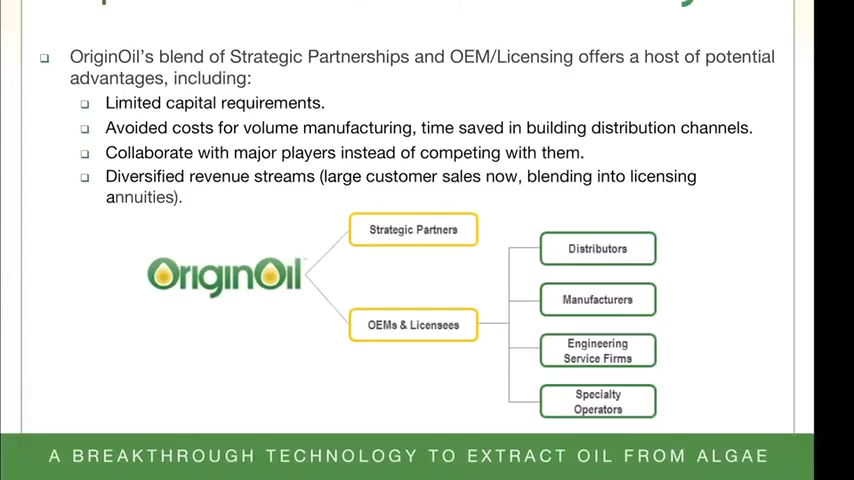 OriginOil's blend of Strategic Partnerships and OEM/Licensing offers a host of potential
advantages, including:
Limited capital requirements.
Avoided costs for volume manufacturing, time saved in building distribution channels.
Collaborate with major players instead of competing with them.
Diversified revenue streams (large customer sales now, blending into licensing
annuities).
Strategic Partners
OriginOil
OEMs & Licensees
Distributors
Manufacturers
Engineering
Service Firms
Specialty
Operators
A BREAKTHROUGH TECHNOLOGY TO EXTRACT OIL FROM ALGAE